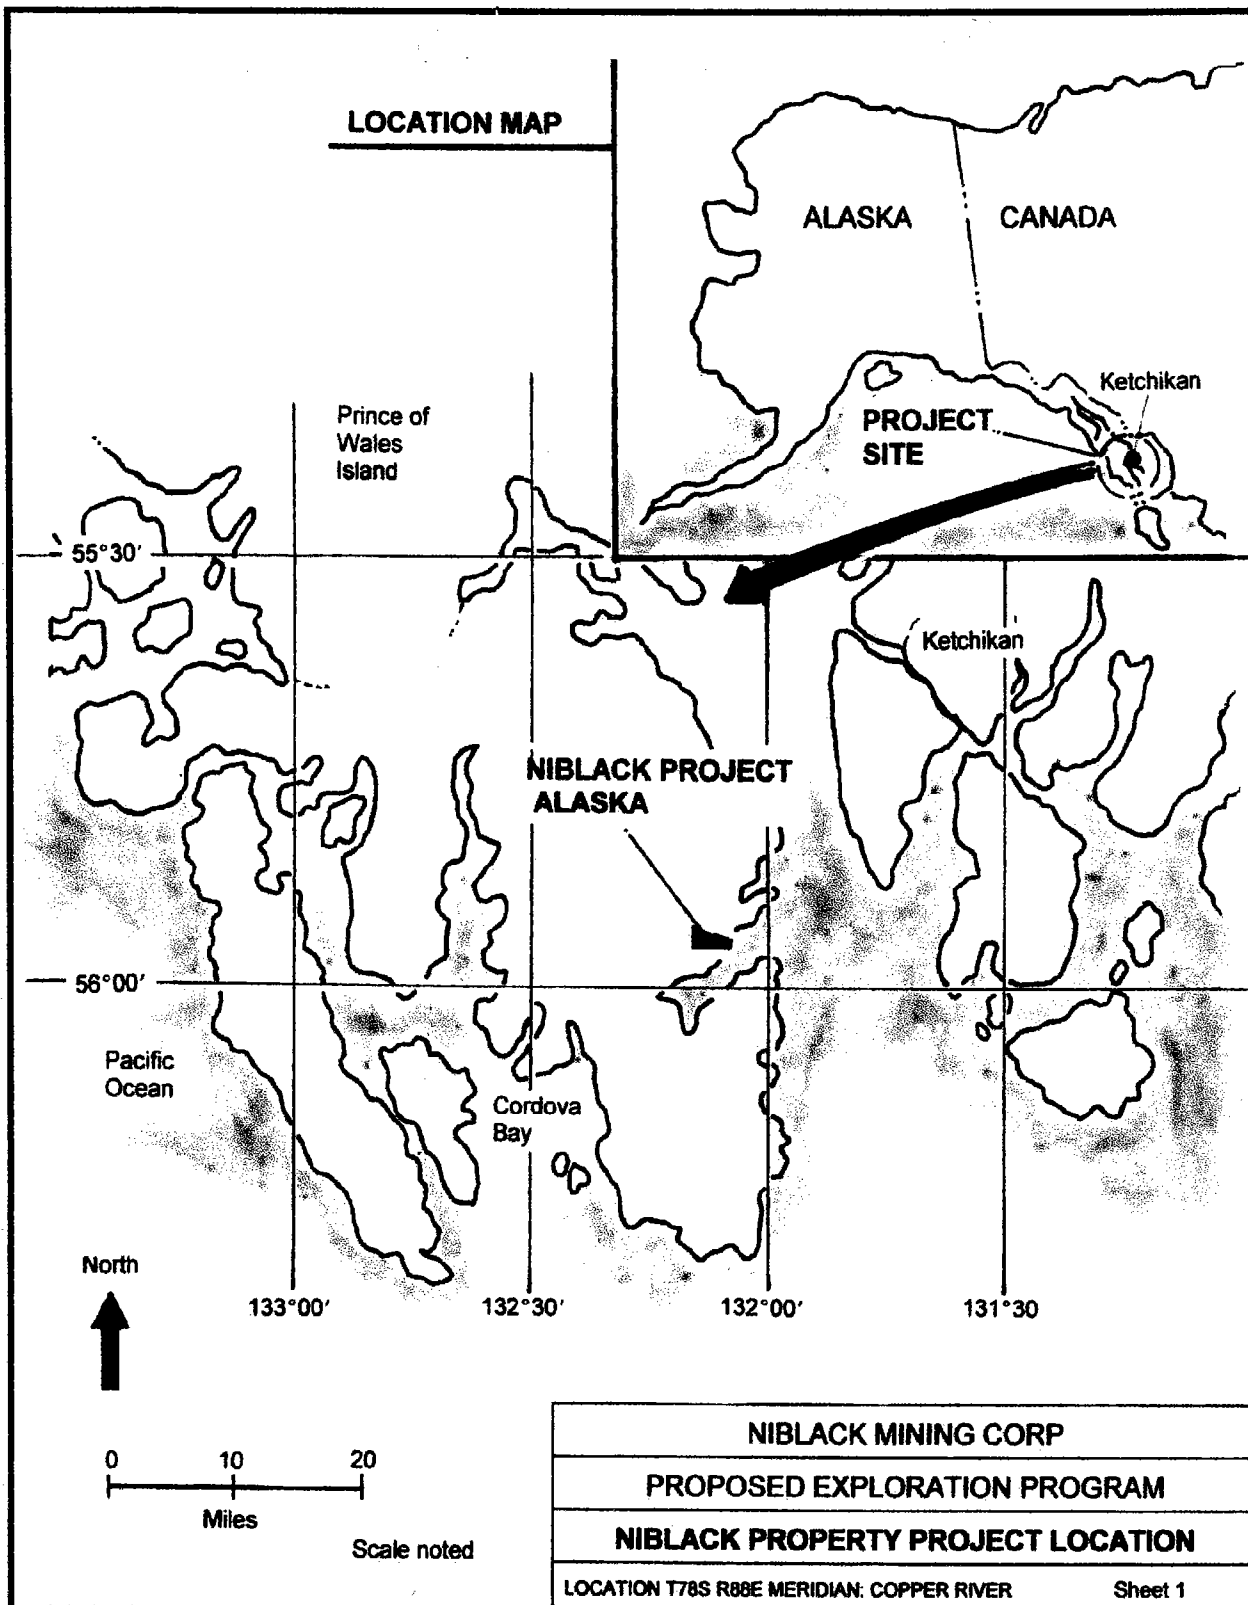 LOCATION MAP
ALASKA
CANADA
Ketchikan
PROJECT
SITE
Prince of
Wales
Island
55°30'
Ketchikan
NIBLACK PROJECT
ALASKA
56°00'
Pacific
Ocean
Cordova
Bay
North
133°00'
132°30'
132°00'
131°30
0 10 20
Miles
Scale noted
NIBLACK MINING CORP
PROPOSED EXPLORATION PROGRAM
NIBLACK PROPERTY PROJECT LOCATION
LOCATION T78S R88E MERIDIAN: COPPER RIVER Sheet 1